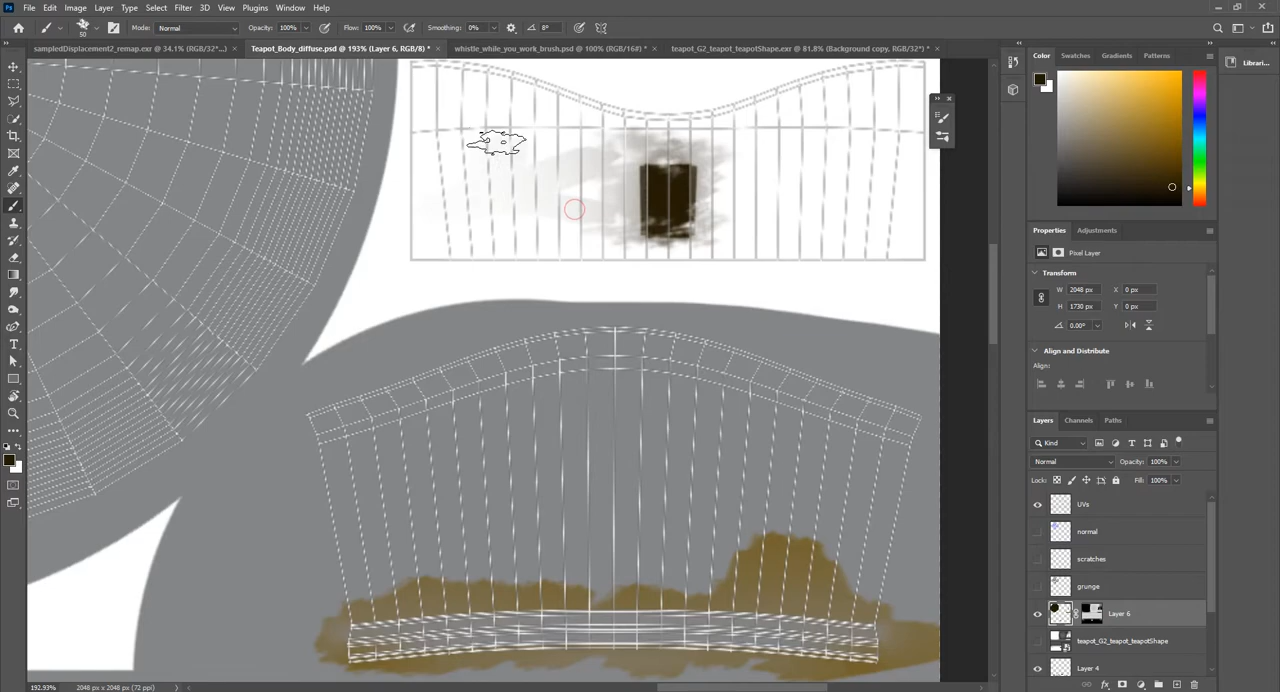 Ps File Edit Image Layer Type Select Filter 3D View Plugins Window Help
50 Mode: Normal Opacity: 100% Flow: 100% Smoothing: 0% 8°
sampledDisplacement2_remap.exr @ 34.1% (RGB/32*) ... × Teapot_Body_diffuse.psd @ 193% (Layer 6, RGB/8) * × whistle_while_you_work_brush.psd @ 100% (RGB/16#) * × teapot_G2_teapot_teapotShape.exr @ 81.8% (Background copy, RGB/32*) * ×
Color Swatches Gradients Patterns
Librari...
Properties Adjustments
Pixel Layer
Transform
W 2048 px X 0 px
H 1730 px Y 0 px
0.00°
Align and Distribute
Align:
Layers Channels Paths
Kind
Normal Opacity: 100%
Lock: Fill: 100%
UVs
normal
scratches
grunge
Layer 6
teapot_G2_teapot_teapotShape
Layer 4
fx
192.93% 2048 px x 2048 px (72 ppi)